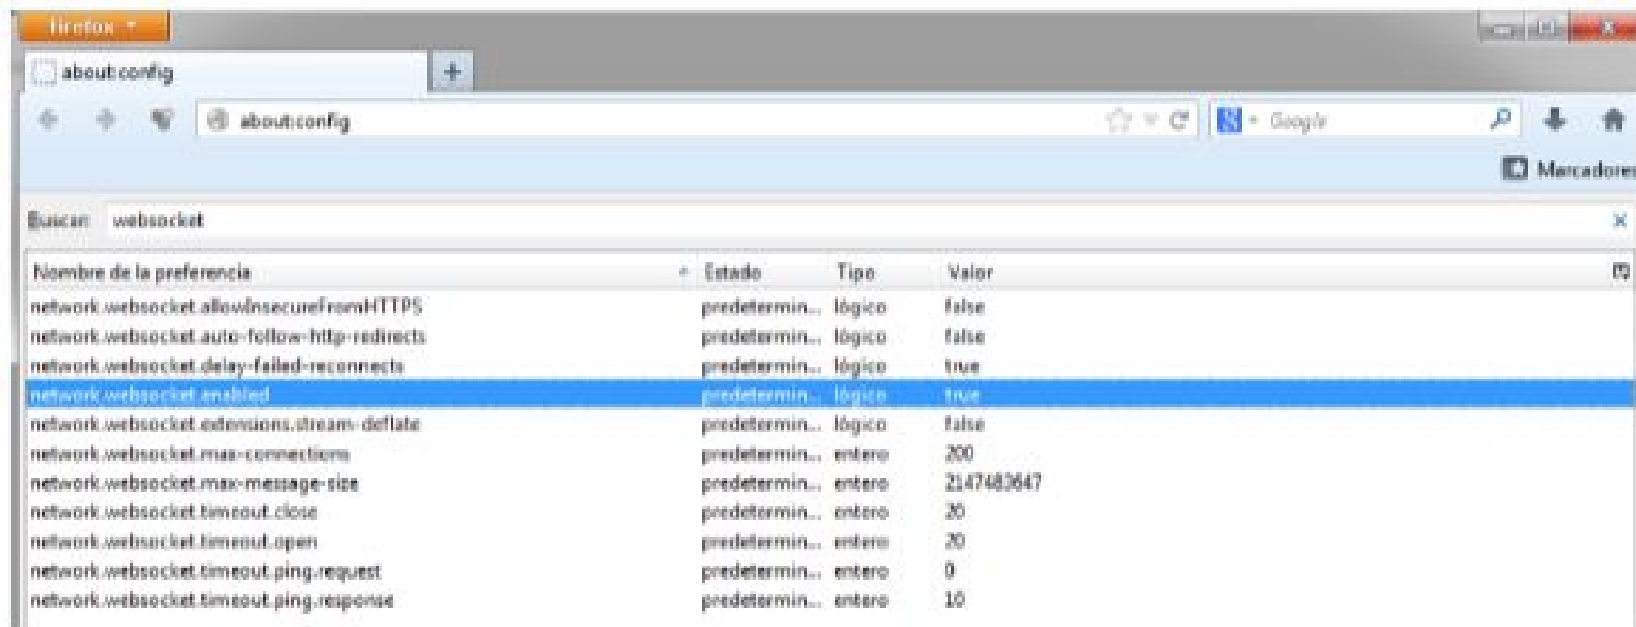 Firefox
about:config
about:config Google
Marcadores
Buscar: websocket
Nombre de la preferencia Estado Tipo Valor
network.websocket.allowInsecureFromHTTPS predetermin... lógico false
network.websocket.auto-follow-http-redirects predetermin... lógico false
network.websocket.delay-failed-reconnects predetermin... lógico true
network.websocket.enabled predetermin... lógico true
network.websocket.extensions.stream-deflate predetermin... lógico false
network.websocket.max-connections predetermin... entero 200
network.websocket.max-message-size predetermin... entero 2147483647
network.websocket.timeout.close predetermin... entero 20
network.websocket.timeout.open predetermin... entero 20
network.websocket.timeout.ping.request predetermin... entero 0
network.websocket.timeout.ping.response predetermin... entero 10